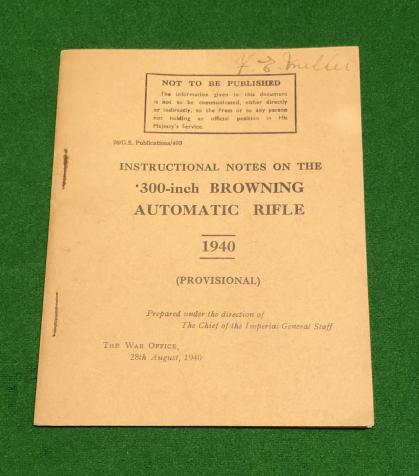 NOT TO BE PUBLISHED
The information given in this document
is not to be communicated, either directly
or indirectly, to the Press or to any person
not holding an official position in His
Majesty's Service.
26/G.S. Publications/603
INSTRUCTIONAL NOTES ON THE
·300-inch BROWNING
AUTOMATIC RIFLE
1940
(PROVISIONAL)
Prepared under the direction of
The Chief of the Imperial General Staff
THE WAR OFFICE,
28th August, 1940